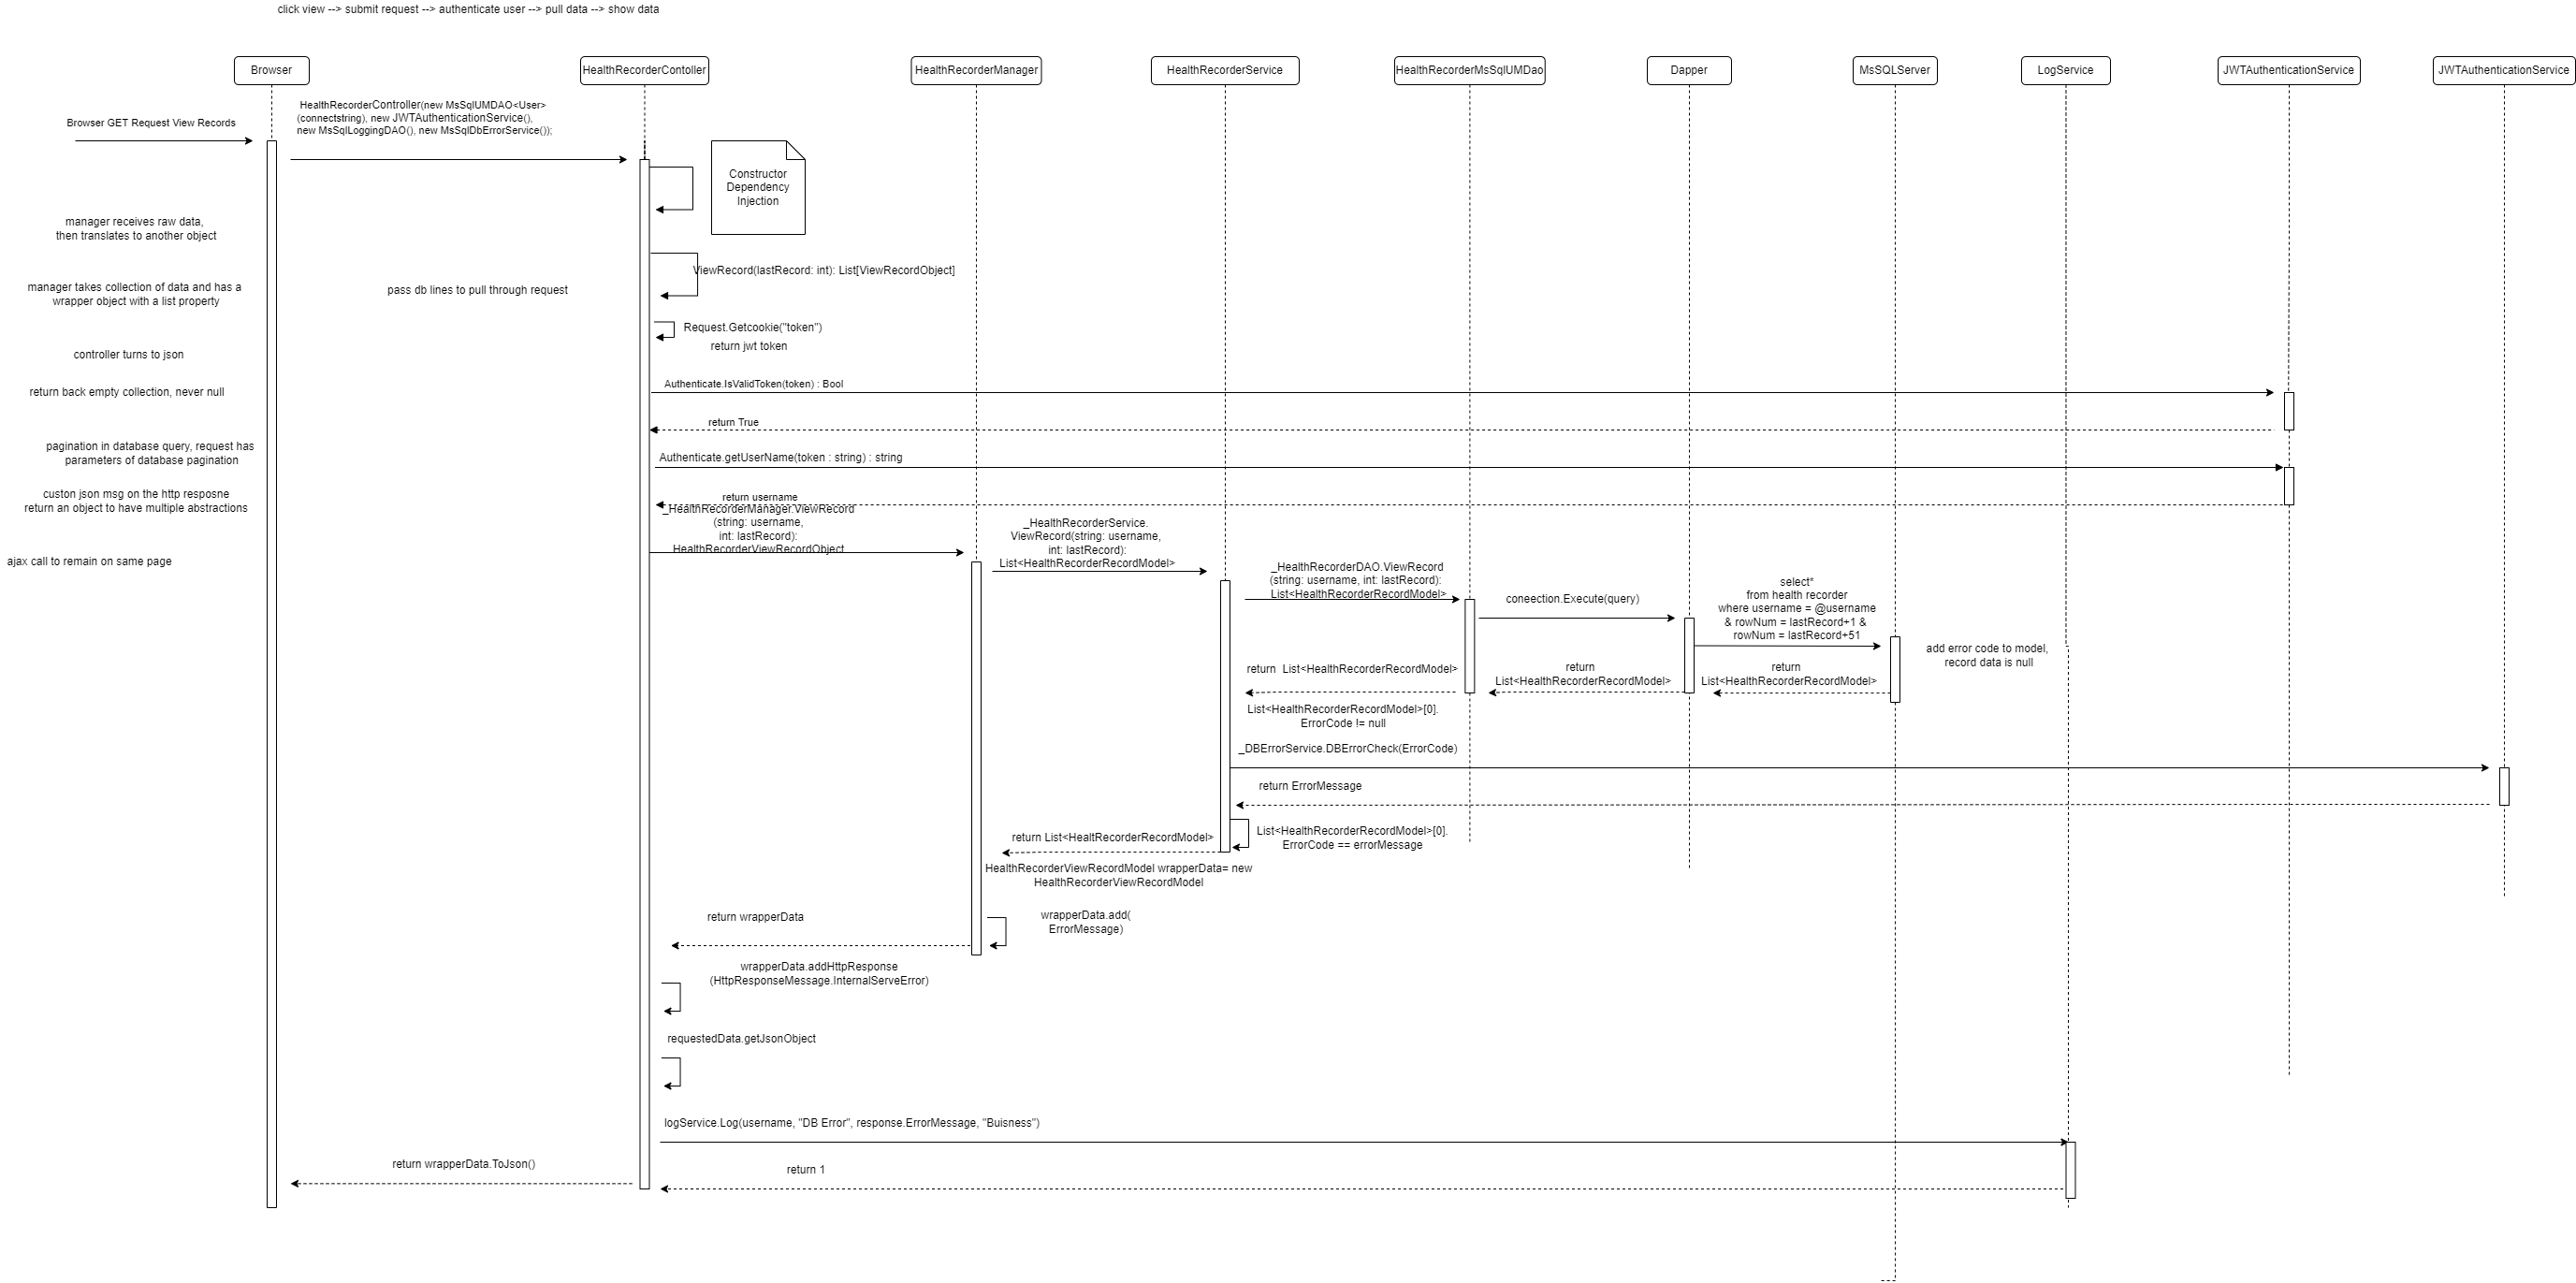 click view --> submit request --> authenticate user --> pull data --> show data
Browser
HealthRecorderContoller
HealthRecorderManager
HealthRecorderService
HealthRecorderMsSqlUMDao
Dapper
MsSQLServer
LogService
JWTAuthenticationService
JWTAuthenticationService
Browser GET Request View Records
HealthRecorderController(new MsSqlUMDAO<User>
(connectstring), new JWTAuthenticationService(),
new MsSqlLoggingDAO(), new MsSqlDbErrorService());
Constructor
Dependency
Injection
manager receives raw data,
then translates to another object
ViewRecord(lastRecord: int): List[ViewRecordObject]
manager takes collection of data and has a
wrapper object with a list property
pass db lines to pull through request
Request.Getcookie("token")
return jwt token
controller turns to json
Authenticate.IsValidToken(token) : Bool
return back empty collection, never null
return True
pagination in database query, request has
parameters of database pagination
Authenticate.getUserName(token : string) : string
custon json msg on the http resposne
return an object to have multiple abstractions
return username
_HealthRecorderManager.ViewRecord
(string: username,
int: lastRecord):
HealthRecorderViewRecordObject
_HealthRecorderService.
ViewRecord(string: username,
int: lastRecord):
List<HealthRecorderRecordModel>
ajax call to remain on same page
_HealthRecorderDAO.ViewRecord
(string: username, int: lastRecord):
List<HealthRecorderRecordModel>
coneection.Execute(query)
select*
from health recorder
where username = @username
& rowNum = lastRecord+1 &
rowNum = lastRecord+51
add error code to model,
record data is null
return List<HealthRecorderRecordModel>
return
List<HealthRecorderRecordModel>
return
List<HealthRecorderRecordModel>
List<HealthRecorderRecordModel>[0].
ErrorCode != null
_DBErrorService.DBErrorCheck(ErrorCode)
return ErrorMessage
List<HealthRecorderRecordModel>[0].
ErrorCode == errorMessage
return List<HealtRecorderRecordModel>
HealthRecorderViewRecordModel wrapperData= new
HealthRecorderViewRecordModel
return wrapperData
wrapperData.add(
ErrorMessage)
wrapperData.addHttpResponse
(HttpResponseMessage.InternalServeError)
requestedData.getJsonObject
logService.Log(username, "DB Error", response.ErrorMessage, "Buisness")
return wrapperData.ToJson()
return 1